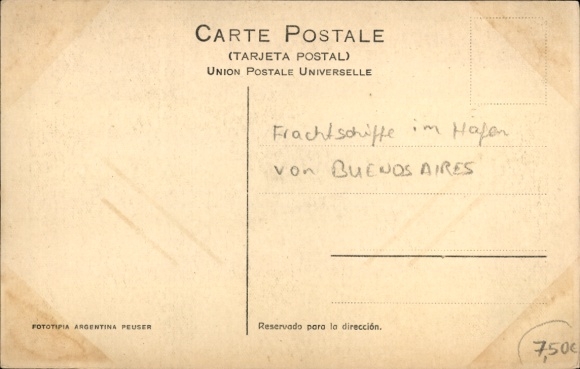 CARTE POSTALE
(TARJETA POSTAL)
UNION POSTALE UNIVERSELLE
Frachtschiffe im Hafen
von BUENOS AIRES
FOTOTIPIA ARGENTINA PEUSER
Reservado para la dirección.
7,50€